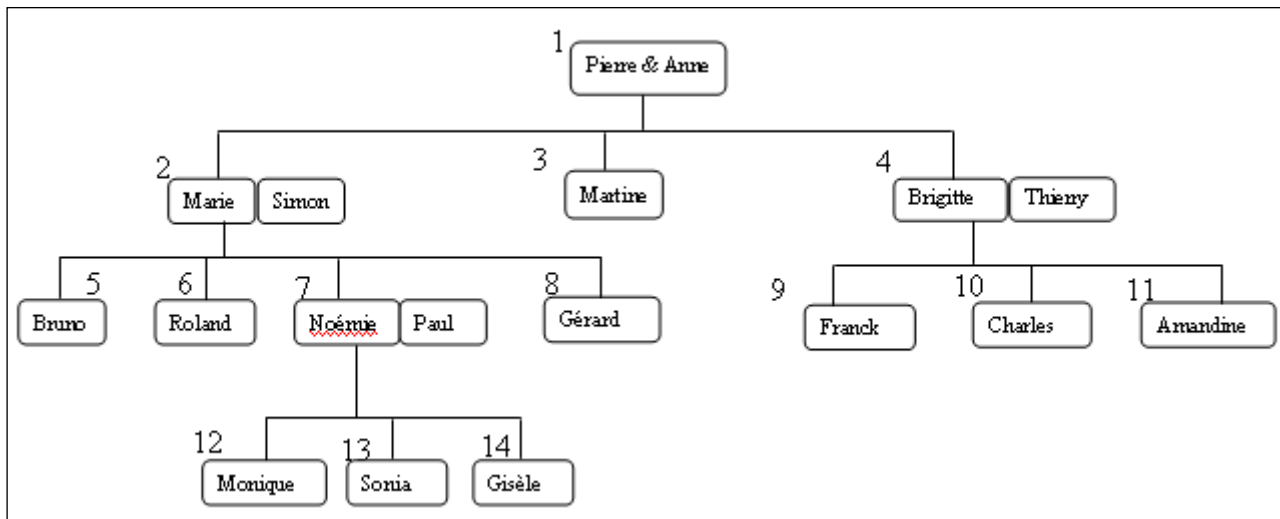 1
Pierre & Anne
2 3 4
Marie Simon Martine Brigitte Thierry
5 6 7 8 9 10 11
Bruno Roland Noémie Paul Gérard Franck Charles Amandine
12 13 14
Monique Sonia Gisèle